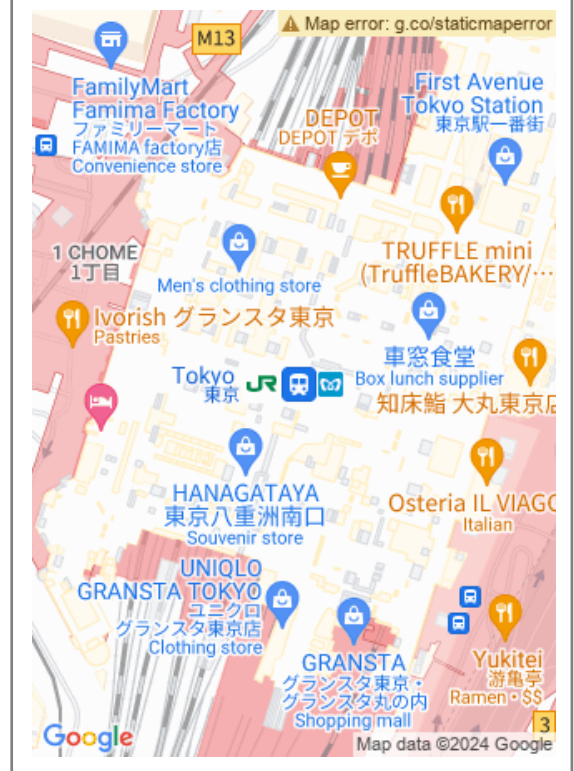 Map error: g.co/staticmaperror
M13
FamilyMart
Famima Factory
ファミリーマート
FAMIMA factory店
Convenience store
First Avenue
Tokyo Station
東京駅一番街
DEPOT
DEPOT デポ
1 CHOME
1丁目
Men's clothing store
TRUFFLE mini
(TruffleBAKERY/…
Ivorish グランスタ東京
Pastries
車窓食堂
Box lunch supplier
Tokyo
東京
JR
知床鮨 大丸東京店
HANAGATAYA
東京八重洲南口
Souvenir store
Osteria IL VIAGG
Italian
UNIQLO
GRANSTA TOKYO
ユニクロ
グランスタ東京店
Clothing store
GRANSTA
グランスタ東京・
グランスタ丸の内
Shopping mall
Yukitei
游亀亭
Ramen • $$
3
Google
Map data ©2024 Google